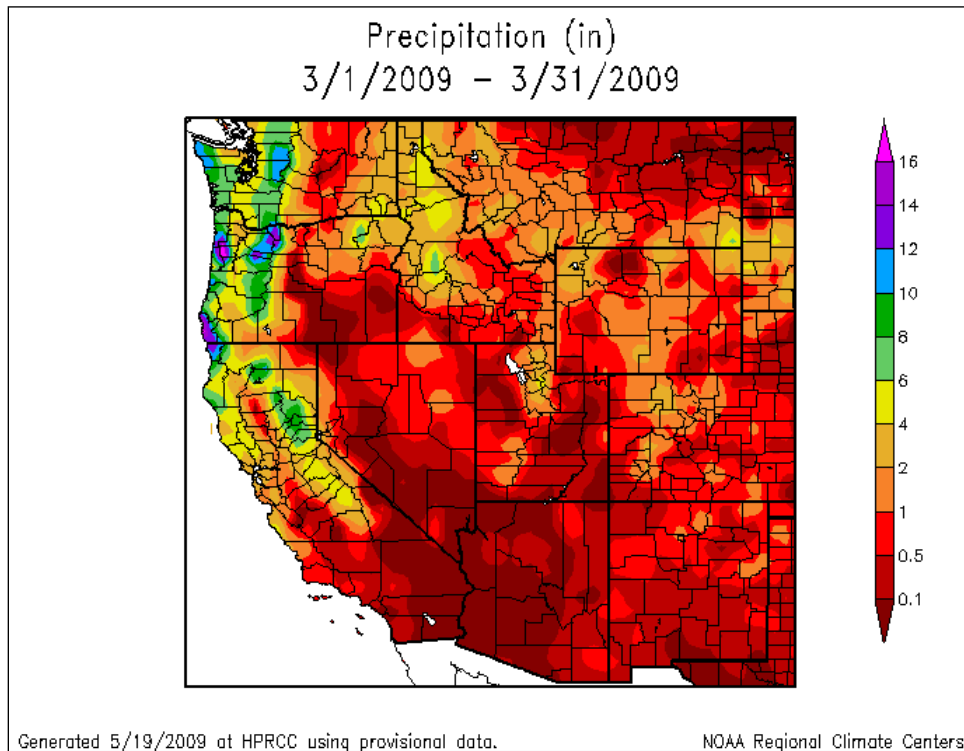 Precipitation (in)
3/1/2009 – 3/31/2009
16
14
12
10
8
6
4
2
1
0.5
0.1
Generated 5/19/2009 at HPRCC using provisional data.
NOAA Regional Climate Centers